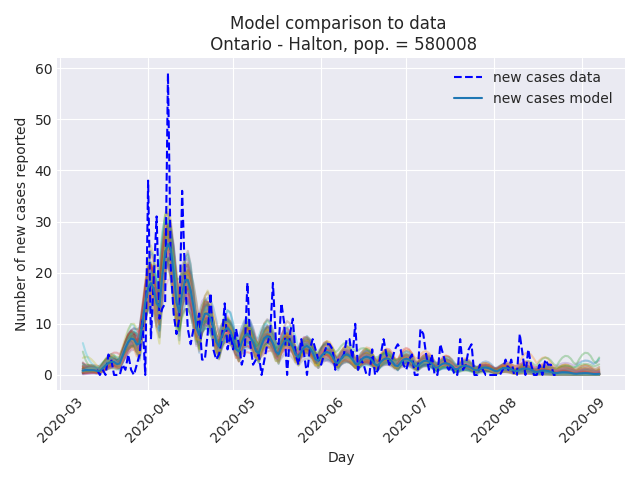 Model comparison to data
Ontario - Halton, pop. = 580008
new cases data
new cases model
Number of new cases reported
60
50
40
30
20
10
0
2020-03
2020-04
2020-05
2020-06
2020-07
2020-08
2020-09
Day